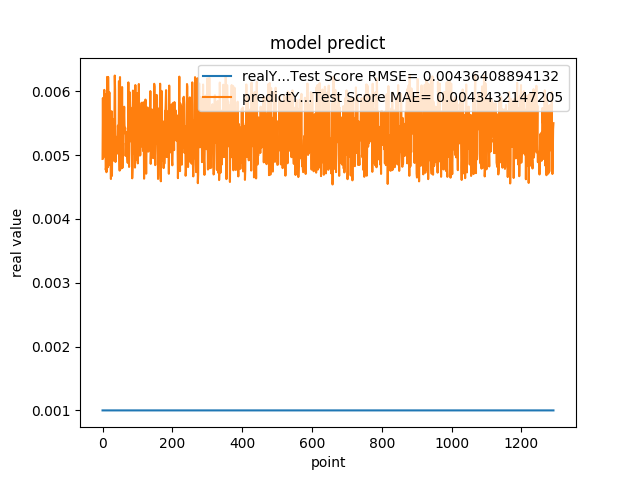 model predict
realY...Test Score RMSE= 0.00436408894132
predictY...Test Score MAE= 0.0043432147205
0.006
0.005
0.004
0.003
0.002
0.001
real value
0 200 400 600 800 1000 1200
point